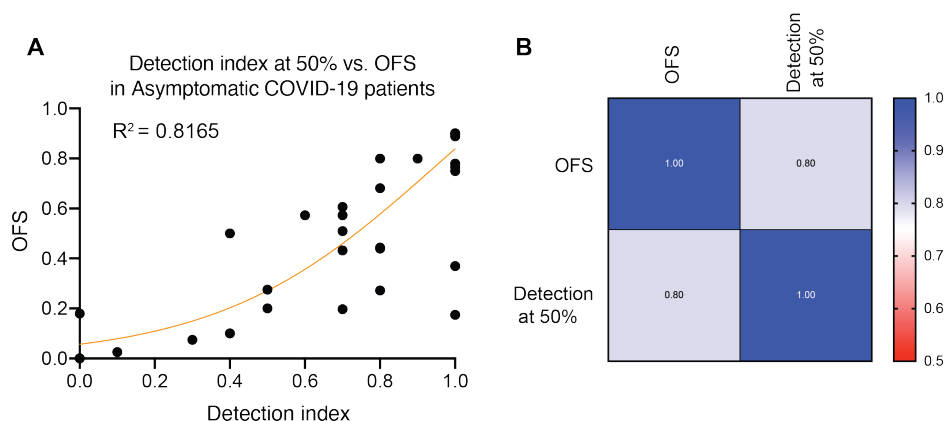 A
Detection index at 50% vs. OFS
in Asymptomatic COVID-19 patients
R² = 0.8165
1.0
0.8
0.6
0.4
0.2
0.0
OFS
0.0 0.2 0.4 0.6 0.8 1.0
Detection index
B
OFS
Detection
at 50%
OFS
1.00 0.80
Detection
at 50%
0.80 1.00
1.0
0.9
0.8
0.7
0.6
0.5